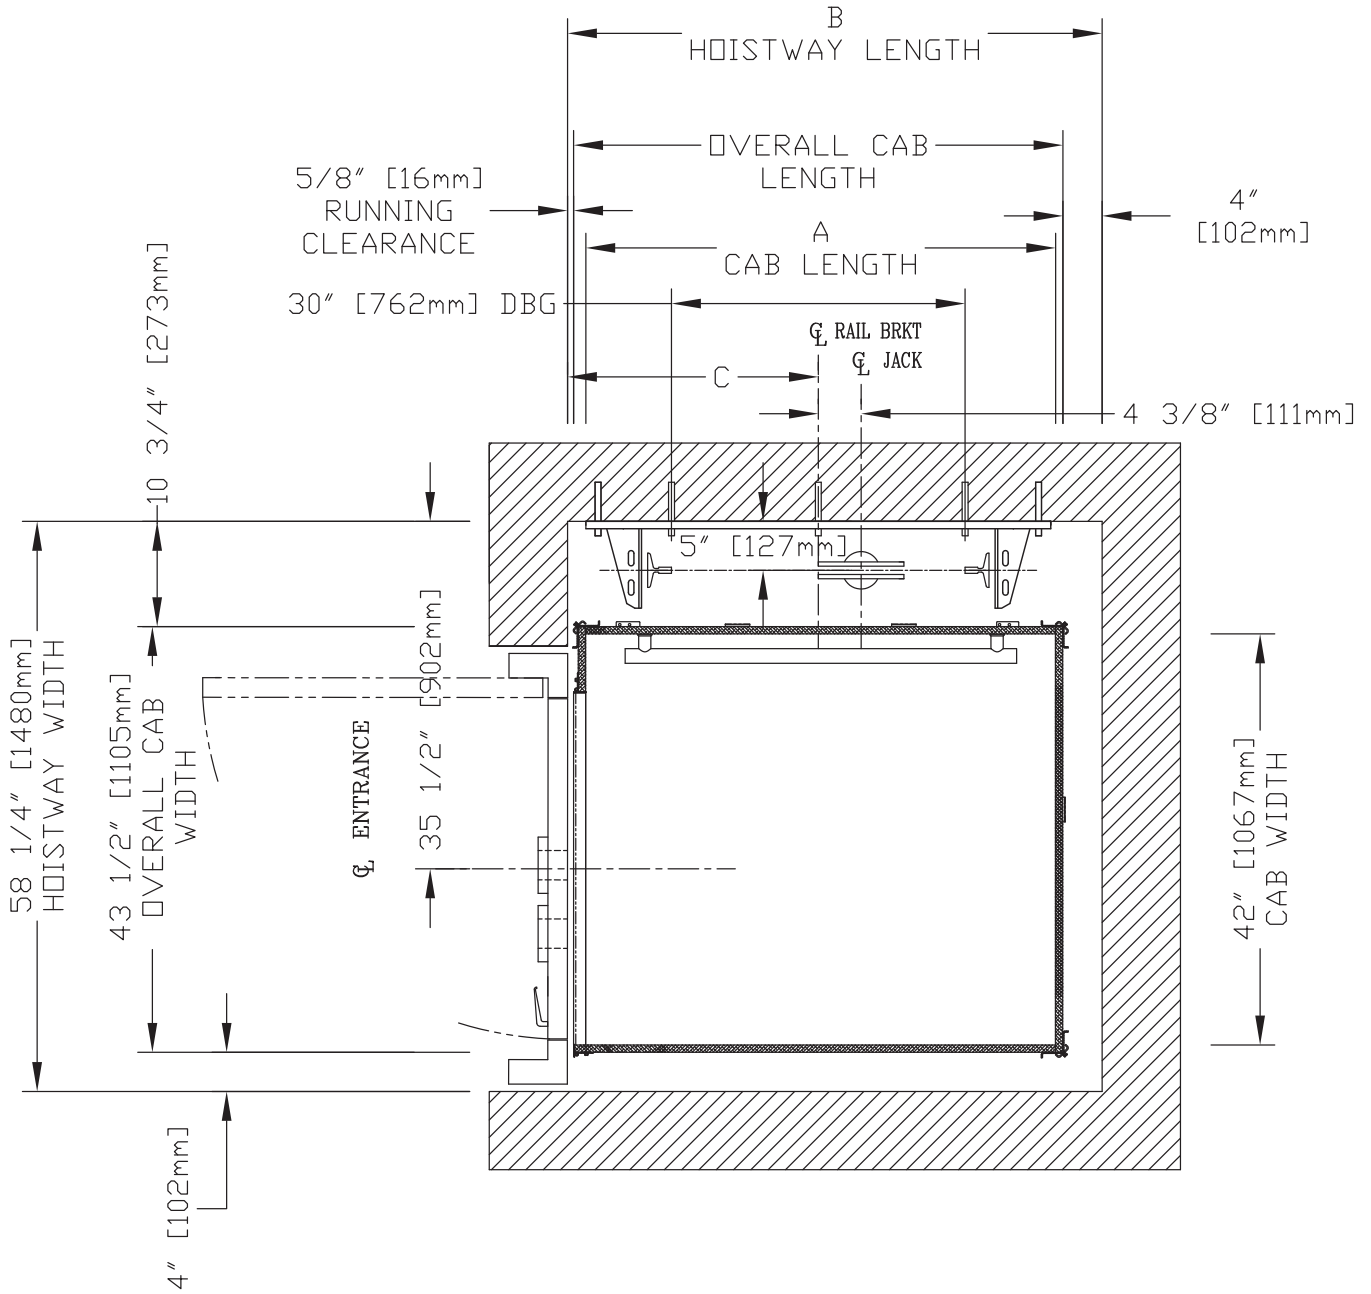 B
HOISTWAY LENGTH
OVERALL CAB
LENGTH
5/8" [16mm]
RUNNING
CLEARANCE
4"
[102mm]
A
CAB LENGTH
30" [762mm] DBG
℄ RAIL BRKT
℄ JACK
C
4 3/8" [111mm]
10 3/4" [273mm]
5" [127mm]
58 1/4" [1480mm]
HOISTWAY WIDTH
43 1/2" [1105mm]
OVERALL CAB
WIDTH
℄ ENTRANCE
35 1/2" [902mm]
42" [1067mm]
CAB WIDTH
4" [102mm]